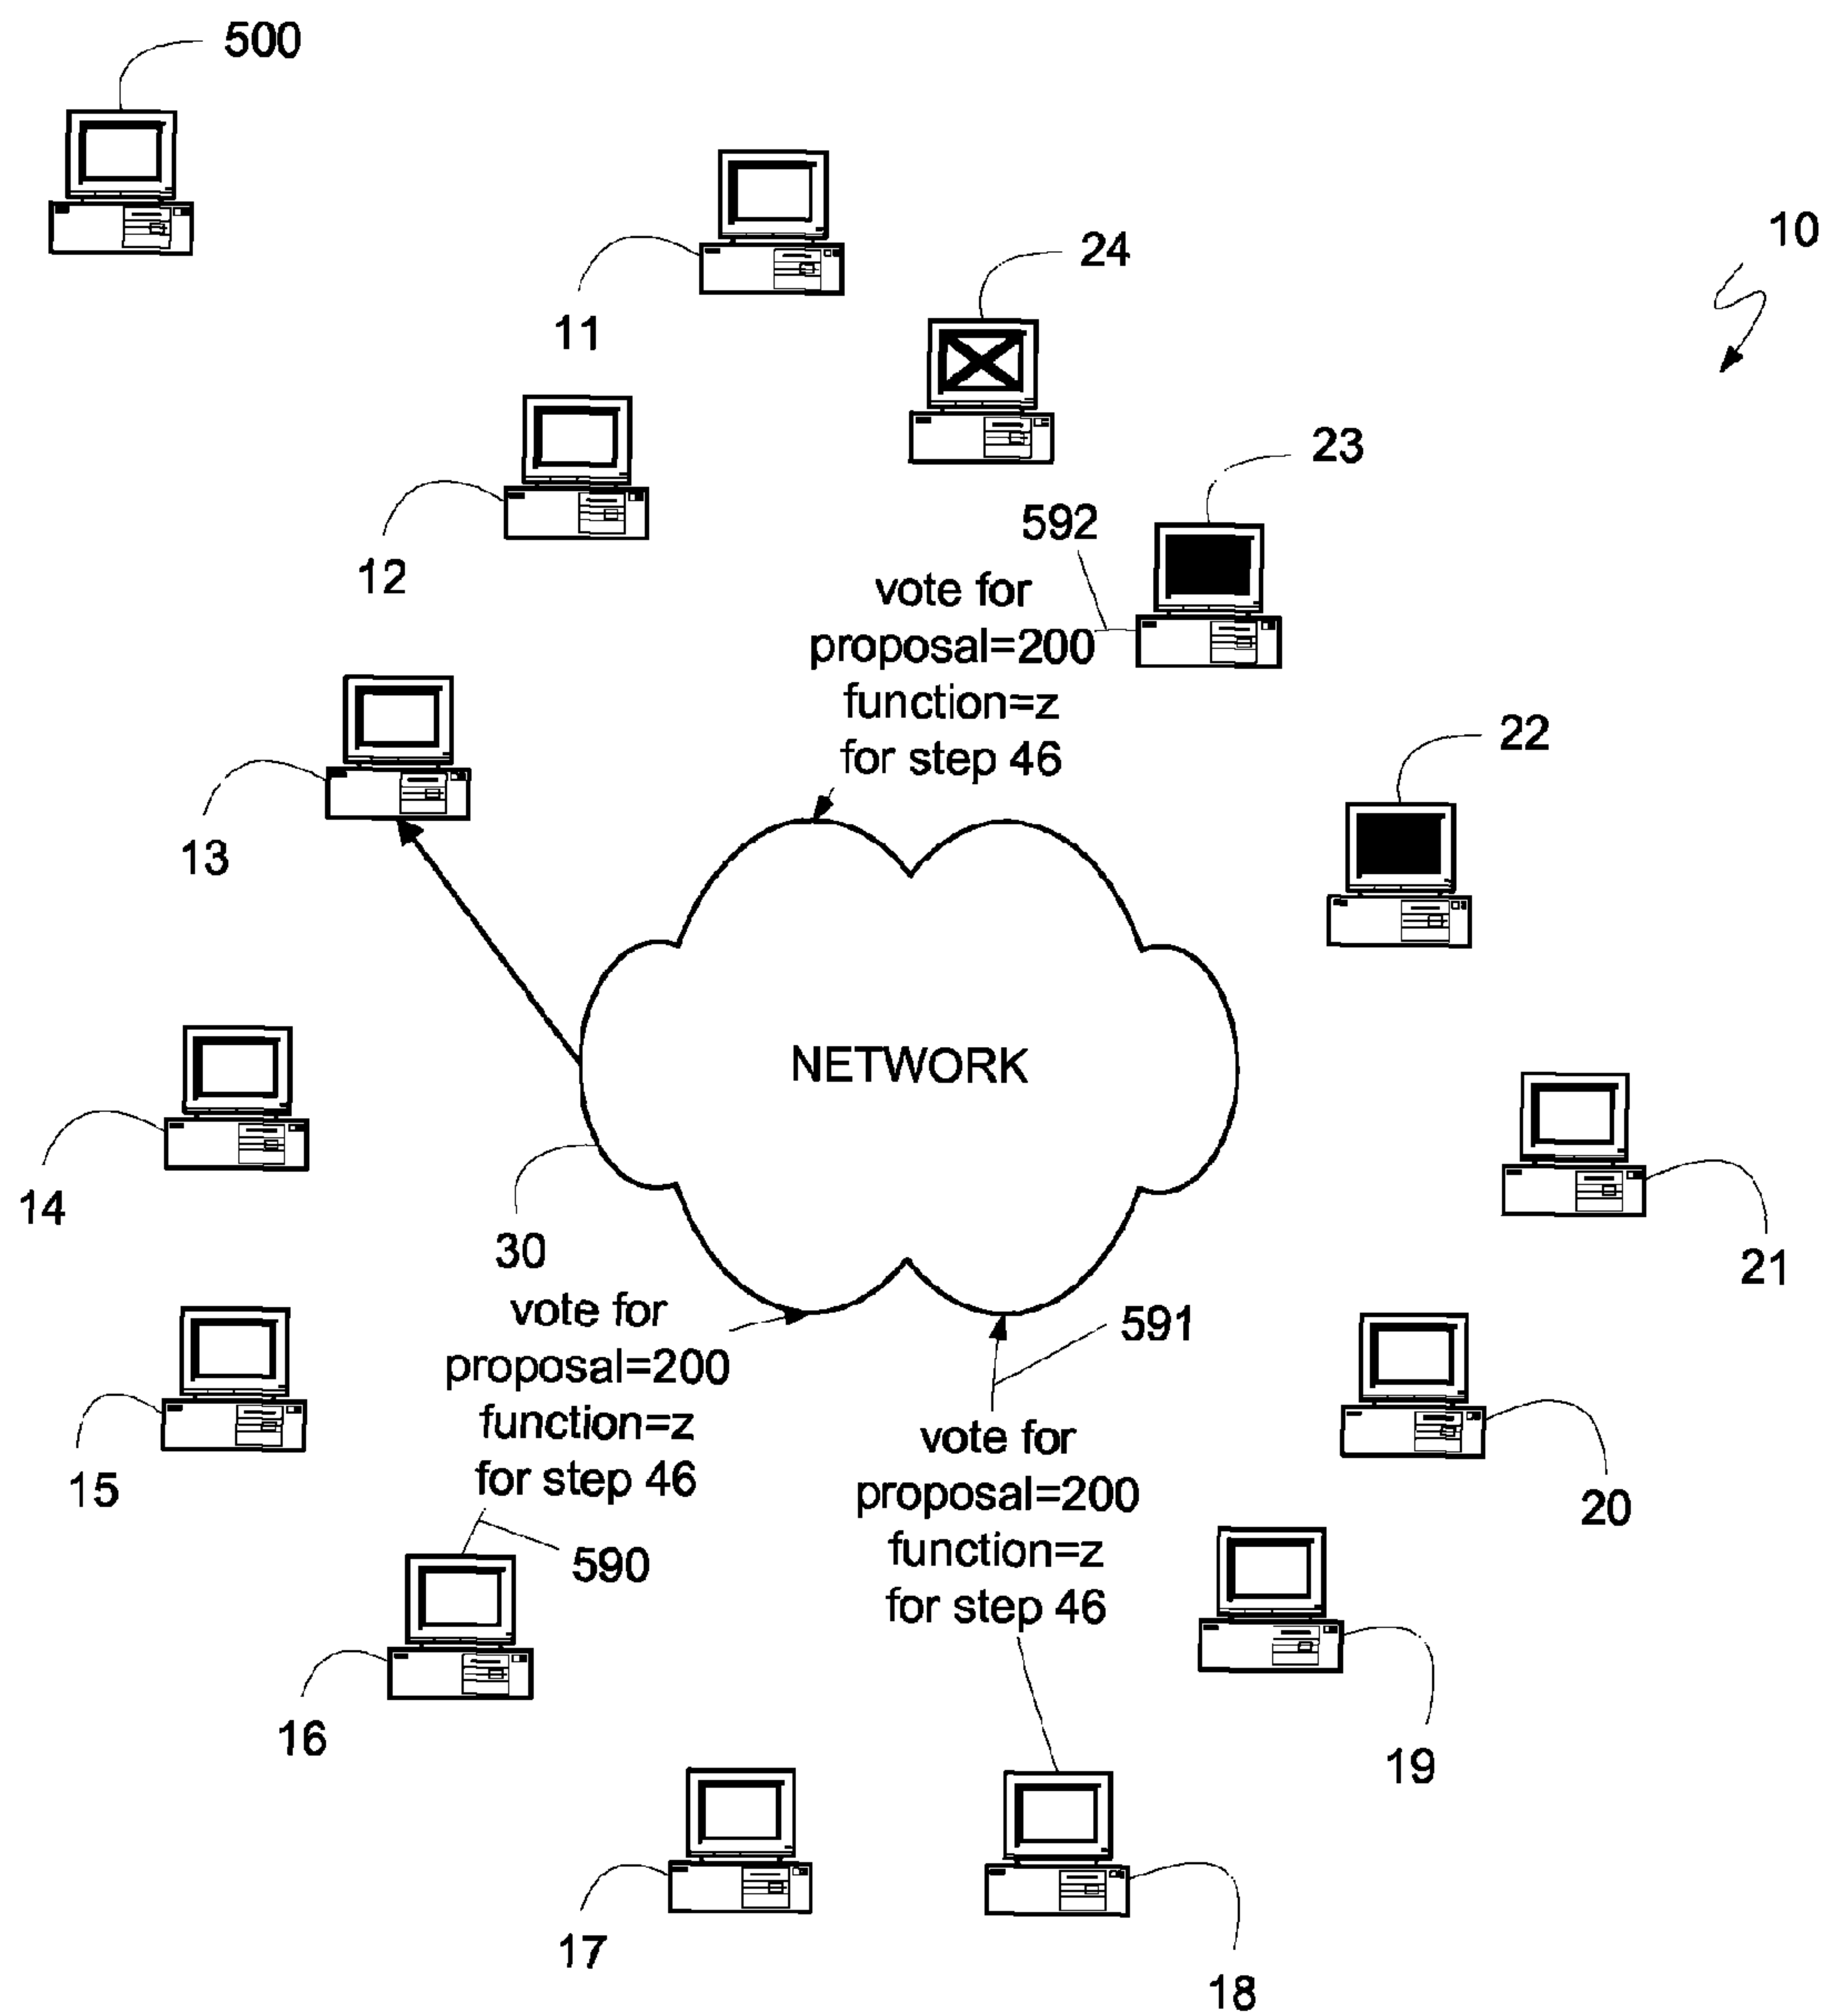 500
10
11
24
12
23
592
vote for
proposal=200
function=z
for step 46
22
13
NETWORK
14
30
21
vote for
proposal=200
function=z
for step 46
591
15
590
vote for
proposal=200
function=z
for step 46
20
16
19
17
18